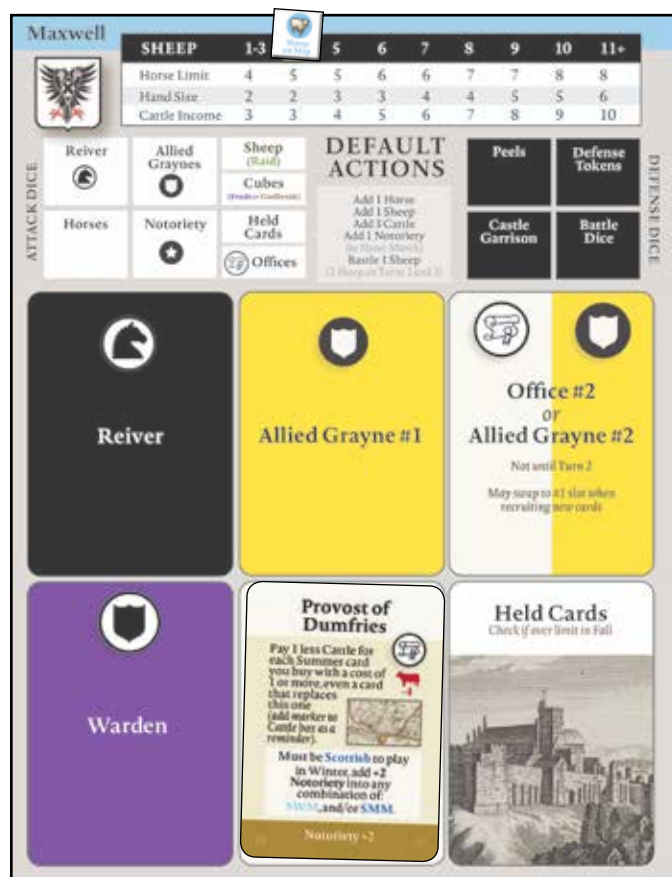 Maxwell
SHEEP 1-3 5 6 7 8 9 10 11+
Horse Limit 4 5 5 6 6 7 7 8 8
Hand Size 2 2 3 3 4 4 5 5 6
Cattle Income 3 3 4 5 6 7 8 9 10
ATTACK DICE
Reiver
Allied
Graynes
Sheep
(Raid)
Cubes
Horses
Notoriety
Held
Cards
Offices
DEFAULT
ACTIONS
Add 1 Horse
Add 1 Sheep
Add 3 Cattle
Add 1 Notoriety
Battle 1 Sheep
Peels
Defense
Tokens
Castle
Garrison
Battle
Dice
DEFENSE DICE
Reiver
Allied Grayne #1
Office #2
or
Allied Grayne #2
Not until Turn 2
May swap to #1 slot when
recruiting new cards
Warden
Provost of
Dumfries
Pay 1 less Cattle for
each Summer card
you buy with a cost of
1 or more, even a card
that replaces
this one
(add marker to
Cattle box as a
reminder).
Must be Scottish to play
in Winter, add +2
Notoriety into any
combination of:
SWM, and/or SMM.
Notoriety +2
Held Cards
Check if over limit in Fall